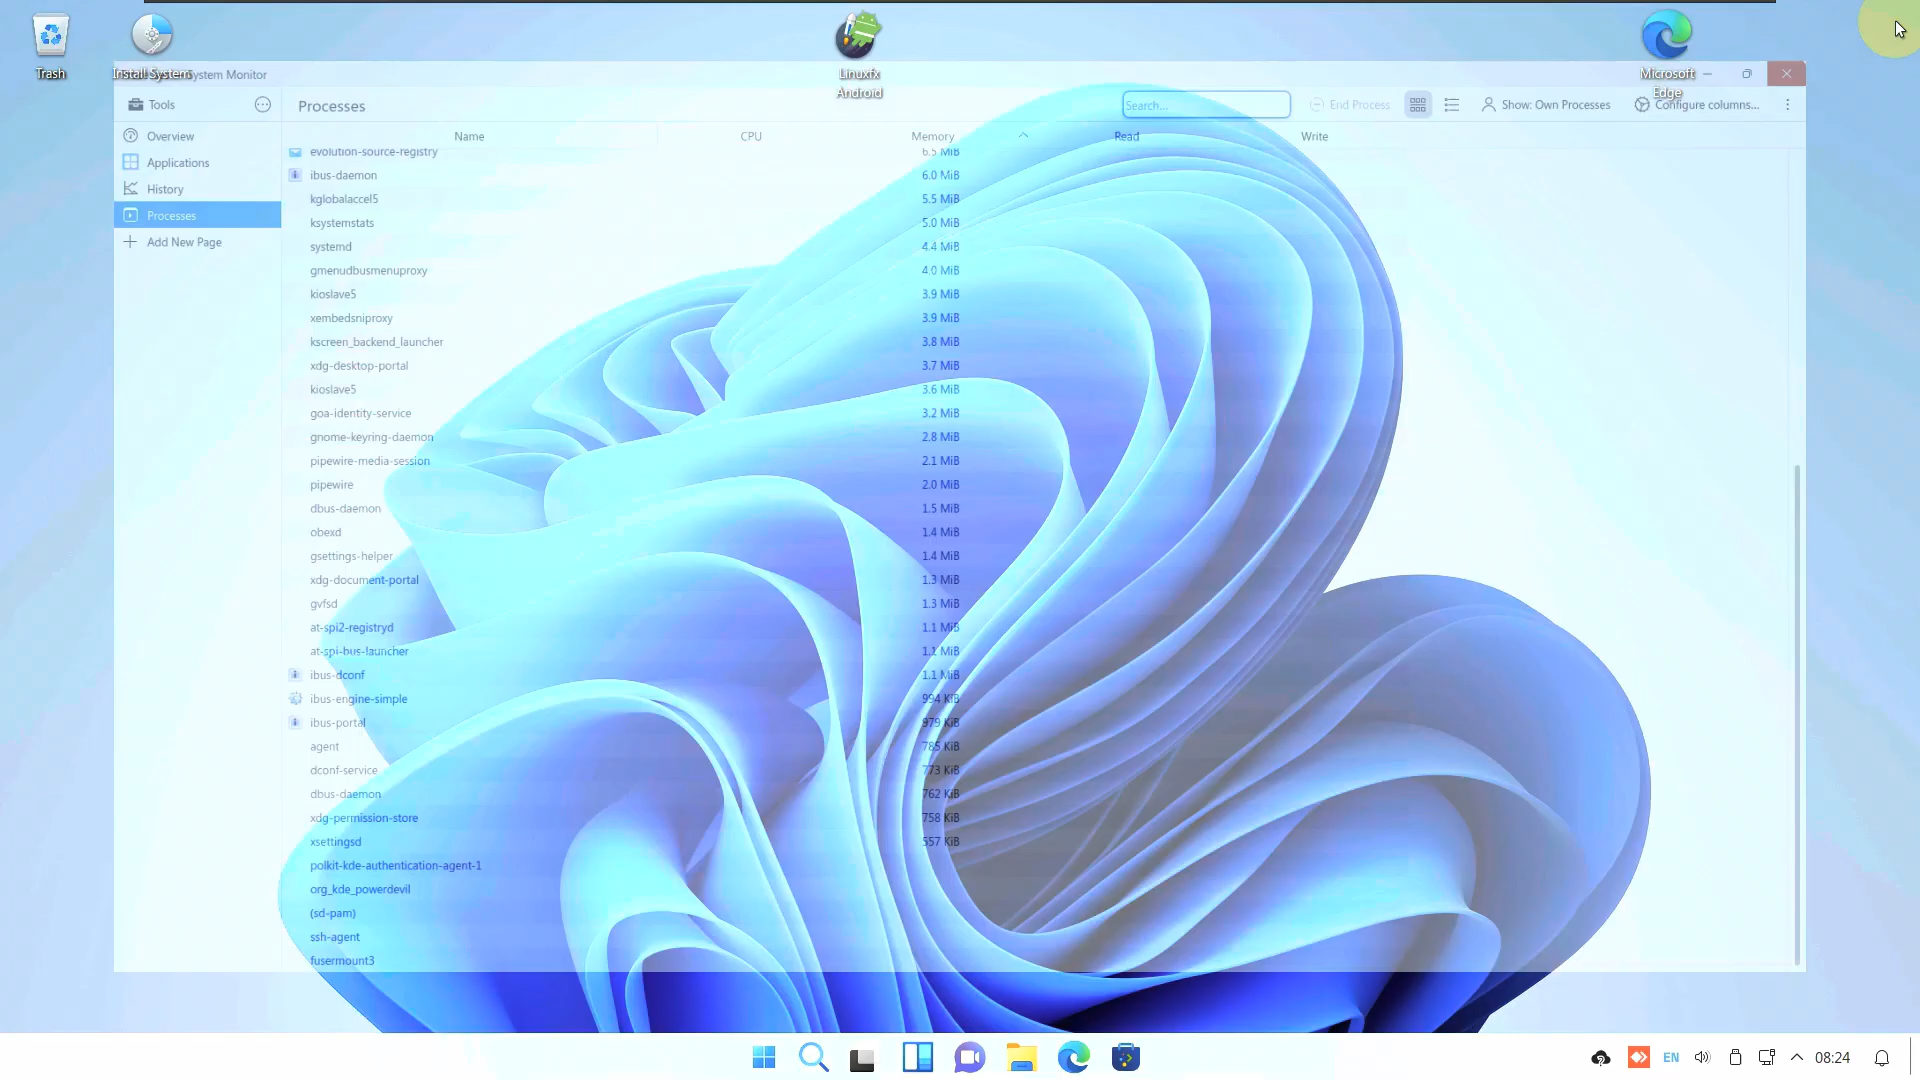 Trash
Install System
System Monitor
Linuxfx
Android
Microsoft
Edge
Tools
Processes
Search...
End Process
Show: Own Processes
Configure columns...
Overview
Applications
History
Processes
Add New Page
Name CPU Memory Read Write
evolution-source-registry 6.5 MiB
ibus-daemon 6.0 MiB
kglobalaccel5 5.5 MiB
ksystemstats 5.0 MiB
systemd 4.4 MiB
gmenudbusmenuproxy 4.0 MiB
kioslave5 3.9 MiB
xembedsniproxy 3.9 MiB
kscreen_backend_launcher 3.8 MiB
xdg-desktop-portal 3.7 MiB
kioslave5 3.6 MiB
goa-identity-service 3.2 MiB
gnome-keyring-daemon 2.8 MiB
pipewire-media-session 2.1 MiB
pipewire 2.0 MiB
dbus-daemon 1.5 MiB
obexd 1.4 MiB
gsettings-helper 1.4 MiB
xdg-document-portal 1.3 MiB
gvfsd 1.3 MiB
at-spi2-registryd 1.1 MiB
at-spi-bus-launcher 1.1 MiB
ibus-dconf 1.1 MiB
ibus-engine-simple 994 KiB
ibus-portal 979 KiB
agent 785 KiB
dconf-service 773 KiB
dbus-daemon 762 KiB
xdg-permission-store 758 KiB
xsettingsd 557 KiB
polkit-kde-authentication-agent-1
org_kde_powerdevil
(sd-pam)
ssh-agent
fusermount3
EN
08:24